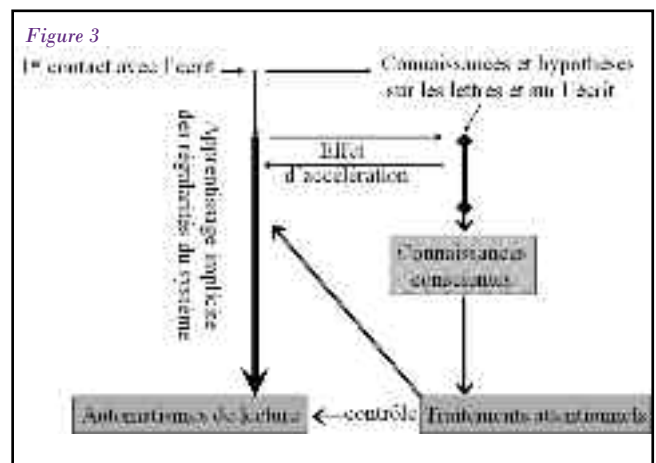 Figure 3
1er contact avec l'écrit
Connaissances et hypothèses
sur les lettres et sur l'écrit
Apprentissage implicite
des régularités du système
Effet
d'accélération
Connaissances
conscientes
Automatismes de lecture
contrôle
Traitements attentionnels